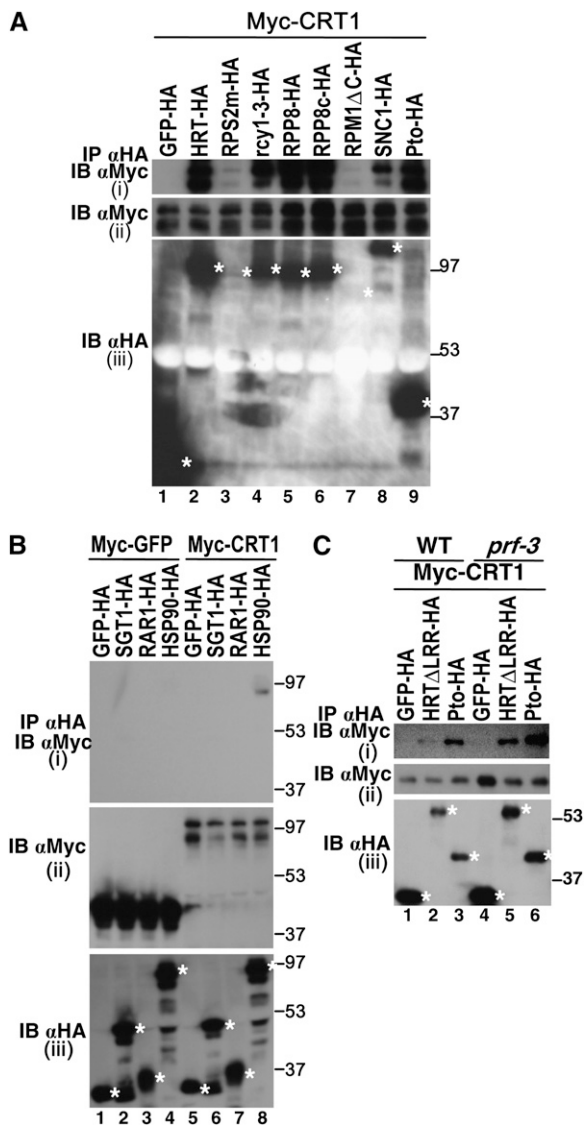 A
Myc-CRT1
GFP-HA
HRT-HA
RPS2m-HA
rcy1-3-HA
RPP8-HA
RPP8c-HA
RPM1ΔC-HA
SNC1-HA
Pto-HA
IP αHA
IB αMyc
(i)
IB αMyc
(ii)
IB αHA
(iii)
* * * * * * * * *
97
53
37
1 2 3 4 5 6 7 8 9
B
Myc-GFP Myc-CRT1
GFP-HA
SGT1-HA
RAR1-HA
HSP90-HA
GFP-HA
SGT1-HA
RAR1-HA
HSP90-HA
IP αHA
IB αMyc
(i)
–97
–53
–37
IB αMyc
(ii)
–97
–53
–37
IB αHA
(iii)
* * * * * * * *
–97
–53
–37
1 2 3 4 5 6 7 8
C
WT prf-3
Myc-CRT1
GFP-HA
HRTΔLRR-HA
Pto-HA
GFP-HA
HRTΔLRR-HA
Pto-HA
IP αHA
IB αMyc
(i)
IB αMyc
(ii)
IB αHA
(iii)
* * * * * *
53
37
1 2 3 4 5 6